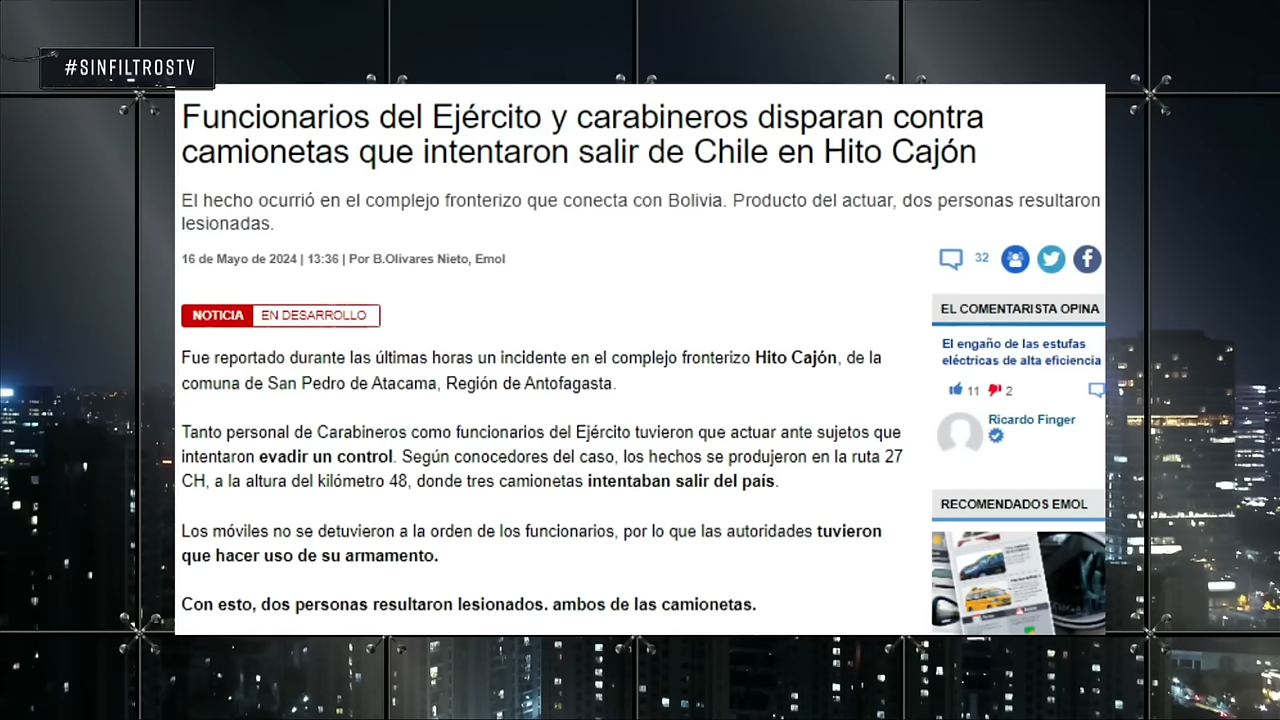 #SINFILTROSTV
Funcionarios del Ejército y carabineros disparan contra
camionetas que intentaron salir de Chile en Hito Cajón
El hecho ocurrió en el complejo fronterizo que conecta con Bolivia. Producto del actuar, dos personas resultaron
lesionadas.
16 de Mayo de 2024 | 13:36 | Por B.Olivares Nieto, Emol
32
NOTICIA EN DESARROLLO
Fue reportado durante las últimas horas un incidente en el complejo fronterizo Hito Cajón, de la
comuna de San Pedro de Atacama, Región de Antofagasta.
Tanto personal de Carabineros como funcionarios del Ejército tuvieron que actuar ante sujetos que
intentaron evadir un control. Según conocedores del caso, los hechos se produjeron en la ruta 27
CH, a la altura del kilómetro 48, donde tres camionetas intentaban salir del país.
Los móviles no se detuvieron a la orden de los funcionarios, por lo que las autoridades tuvieron
que hacer uso de su armamento.
Con esto, dos personas resultaron lesionados. ambos de las camionetas.
EL COMENTARISTA OPINA
El engaño de las estufas
eléctricas de alta eficiencia
11 2
Ricardo Finger
RECOMENDADOS EMOL